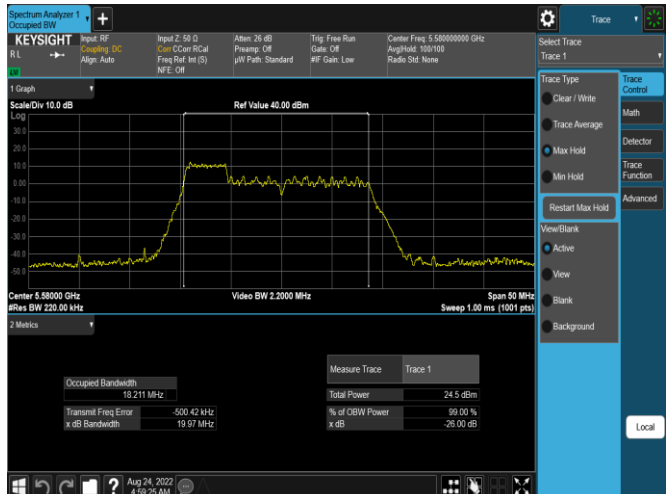 Spectrum Analyzer 1
Occupied BW
Trace
KEYSIGHT
R L
Input: RF
Coupling: DC
Align: Auto
Input Z: 50 Ω
Corr CCorr RCal
Freq Ref: Int (S)
NFE: Off
Atten: 26 dB
Preamp: Off
µW Path: Standard
Trig: Free Run
Gate: Off
#IF Gain: Low
Center Freq: 5.580000000 GHz
Avg|Hold: 100/100
Radio Std: None
Select Trace
Trace 1
1 Graph
Scale/Div 10.0 dB
Ref Value 40.00 dBm
Log
30.0
20.0
10.0
0.00
-10.0
-20.0
-30.0
-40.0
-50.0
Center 5.58000 GHz
Video BW 2.2000 MHz
Span 50 MHz
#Res BW 220.00 kHz
Sweep 1.00 ms (1001 pts)
Trace Type
Clear / Write
Trace Average
Max Hold
Min Hold
Restart Max Hold
View/Blank
Active
View
Blank
Background
Trace
Control
Math
Detector
Trace
Function
Advanced
Local
2 Metrics
Measure Trace Trace 1
Occupied Bandwidth
18.211 MHz
Total Power 24.5 dBm
Transmit Freq Error -500.42 kHz
% of OBW Power 99.00 %
x dB Bandwidth 19.97 MHz
x dB -26.00 dB
?
Aug 24, 2022
4:59:25 AM